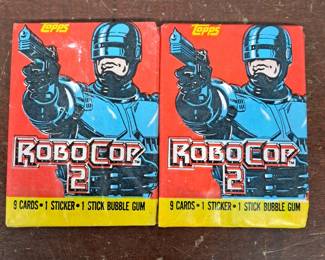 TOPPS
ROBOCOP
2
9 CARDS • 1 STICKER • 1 STICK BUBBLE GUM
TOPPS
ROBOCOP
2
9 CARDS • 1 STICKER • 1 STICK BUBBLE GUM